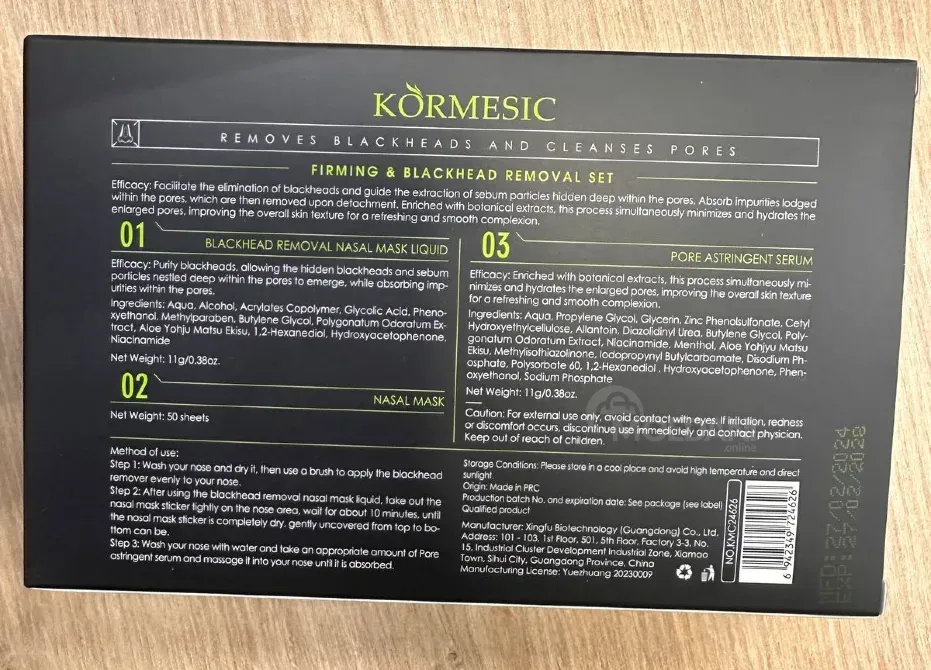 KORMESIC
REMOVES BLACKHEADS AND CLEANSES PORES
FIRMING & BLACKHEAD REMOVAL SET
Efficacy: Facilitate the elimination of blackheads and guide the extraction of sebum particles hidden deep within the pores. Absorb impurities lodged
within the pores, which are then removed upon detachment. Enriched with botanical extracts, this process simultaneously minimizes and hydrates the
enlarged pores, improving the overall skin texture for a refreshing and smooth complexion.
01
BLACKHEAD REMOVAL NASAL MASK LIQUID
Efficacy: Purify blackheads, allowing the hidden blackheads and sebum
particles nestled deep within the pores to emerge, while absorbing imp-
urities within the pores.
Ingredients: Aqua, Alcohol, Acrylates Copolymer, Glycolic Acid, Pheno-
xyethanol, Methylparaben, Butylene Glycol, Polygonatum Odoratum Ex-
tract, Aloe Yohju Matsu Ekisu, 1,2-Hexanediol, Hydroxyacetophenone,
Niacinamide
Net Weight: 11g/0.38oz.
02
NASAL MASK
Net Weight: 50 sheets
03
PORE ASTRINGENT SERUM
Efficacy: Enriched with botanical extracts, this process simultaneously mi-
nimizes and hydrates the enlarged pores, improving the overall skin texture
for a refreshing and smooth complexion.
Ingredients: Aqua, Propylene Glycol, Glycerin, Zinc Phenolsulfonate, Cetyl
Hydroxyethylcellulose, Allantoin, Diazolidinyl Urea, Butylene Glycol, Poly-
gonatum Odoratum Extract, Niacinamide, Menthol, Aloe Yohjyu Matsu
Ekisu, Methylisothiazolinone, Iodopropynyl Butylcarbamate, Disodium Ph-
osphate, Polysorbate 60, 1,2-Hexanediol, Hydroxyacetophenone, Phen-
oxyethanol, Sodium Phosphate
Net Weight: 11g/0.38oz.
Caution: For external use only, avoid contact with eyes. If irritation, redness
or discomfort occurs, discontinue use immediately and contact physician.
Keep out of reach of children.
Method of use:
Step 1: Wash your nose and dry it, then use a brush to apply the blackhead
remover evenly to your nose.
Step 2: After using the blackhead removal nasal mask liquid, take out the
nasal mask sticker tightly on the nose area, wait for about 10 minutes, until
the nasal mask sticker is completely dry, gently uncovered from top to bo-
ttom can be.
Step 3: Wash your nose with water and take an appropriate amount of Pore
astringent serum and massage it into your nose until it is absorbed.
Storage Conditions: Please store in a cool place and avoid high temperature and direct
sunlight.
Origin: Made in PRC
Production batch No. and expiration date: See package (see label)
Qualified product
Manufacturer: Xingfu Biotechnology (Guangdong) Co., Ltd.
Address: 101 - 103, 1st Floor, 501, 5th Floor, Factory 3-3, No.
15, Industrial Cluster Development Industrial Zone, Xiamao
Town, Sihui City, Guangdong Province, China
Manufacturing License: Yuezhuang 20230009
NO.KMC24626
6 942349 724626
MFD: 27/02/2024
EXP: 27/02/2028
.online